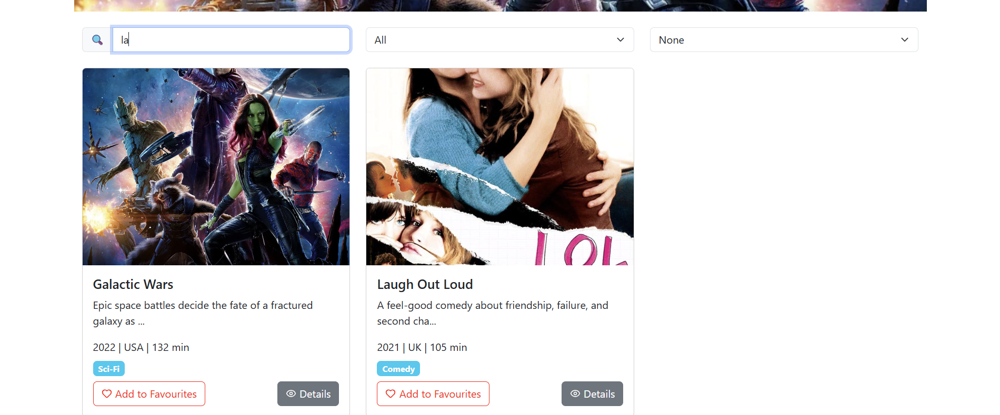 la
All
None
LOL
Galactic Wars
Epic space battles decide the fate of a fractured
galaxy as ...
2022 | USA | 132 min
Sci-Fi
Add to Favourites
Details
Laugh Out Loud
A feel-good comedy about friendship, failure, and
second cha...
2021 | UK | 105 min
Comedy
Add to Favourites
Details